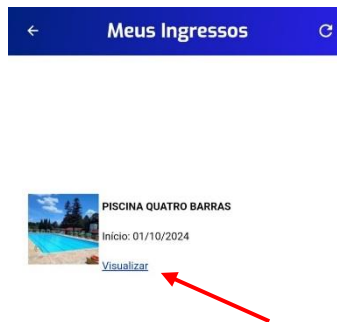 Meus Ingressos
PISCINA QUATRO BARRAS
Início: 01/10/2024
Visualizar